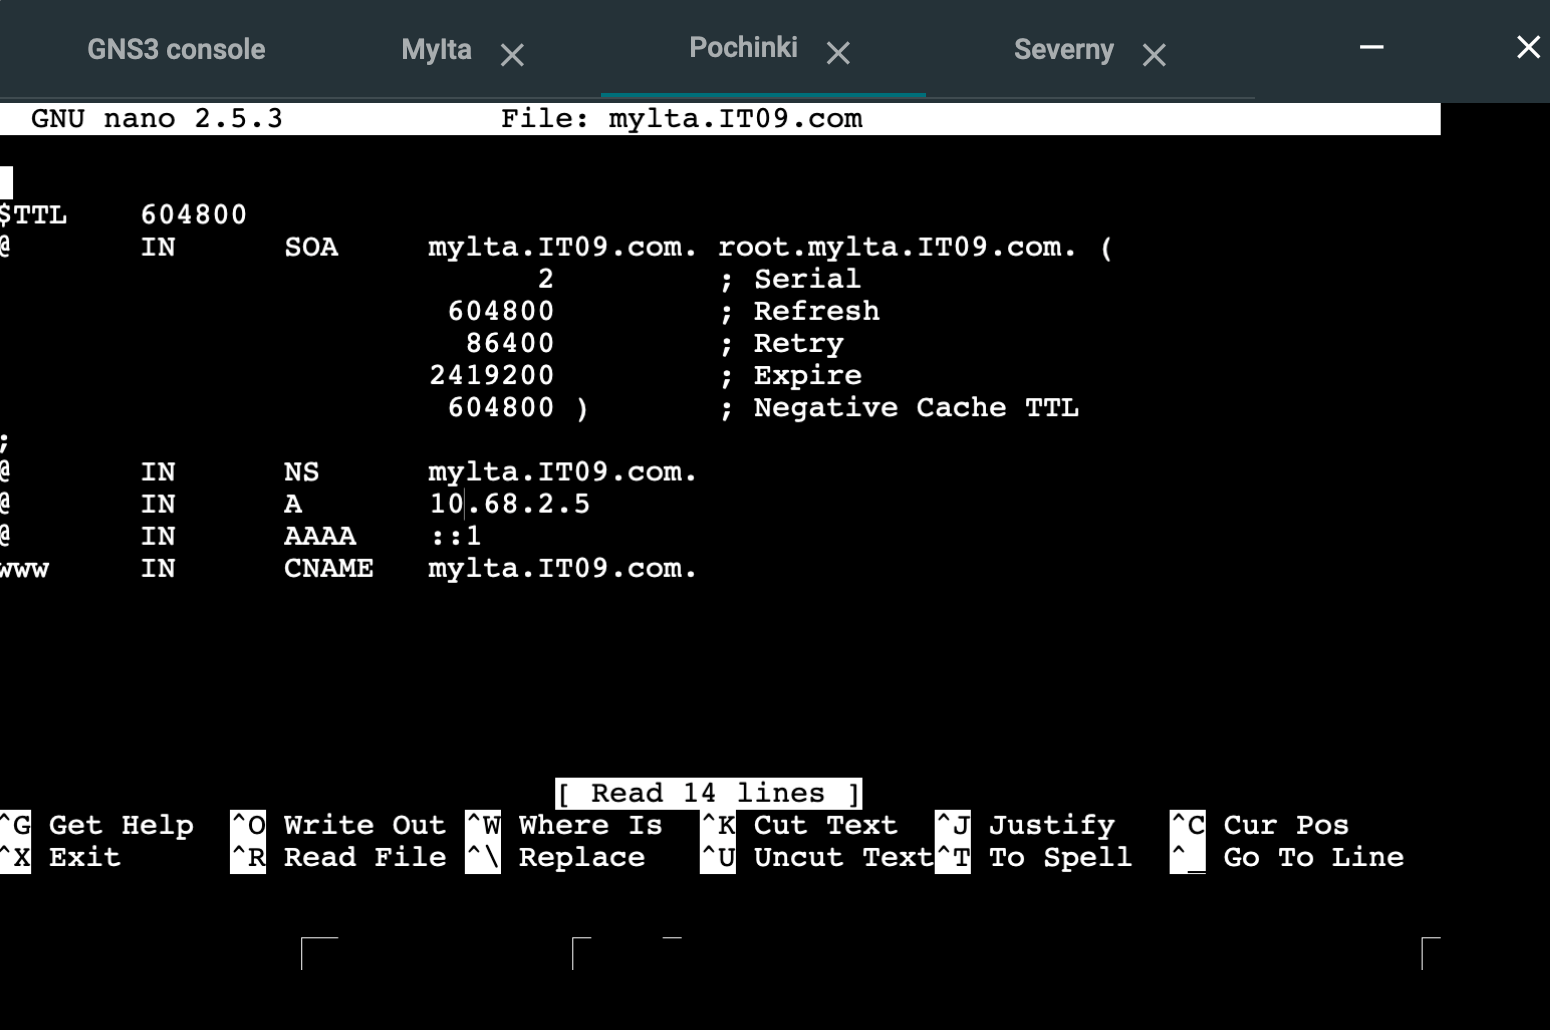 GNS3 console Mylta Pochinki Severny
GNU nano 2.5.3 File: mylta.IT09.com
$TTL 604800
@ IN SOA mylta.IT09.com. root.mylta.IT09.com. (
2 ; Serial
604800 ; Refresh
86400 ; Retry
2419200 ; Expire
604800 ) ; Negative Cache TTL
;
@ IN NS mylta.IT09.com.
@ IN A 10.68.2.5
@ IN AAAA ::1
www IN CNAME mylta.IT09.com.
[ Read 14 lines ]
^G Get Help ^O Write Out ^W Where Is ^K Cut Text ^J Justify ^C Cur Pos
^X Exit ^R Read File ^\ Replace ^U Uncut Text ^T To Spell ^_ Go To Line